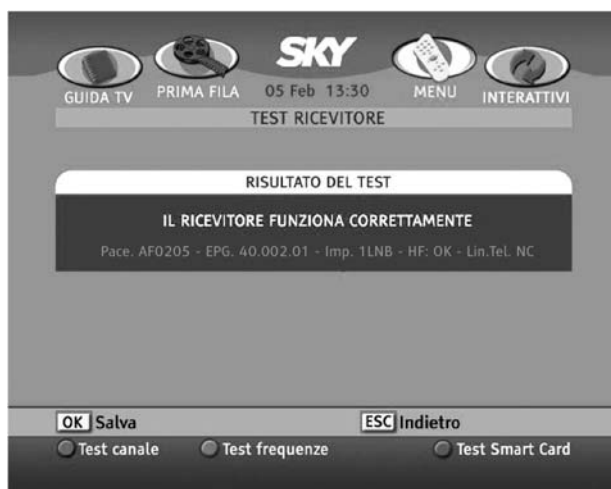 SKY
GUIDA TV PRIMA FILA 05 Feb 13:30 MENU INTERATTIVI
TEST RICEVITORE
RISULTATO DEL TEST
IL RICEVITORE FUNZIONA CORRETTAMENTE
Pace. AF0205 - EPG. 40.002.01 - Imp. 1LNB - HF: OK - Lin.Tel. NC
OK Salva ESC Indietro
Test canale Test frequenze Test Smart Card